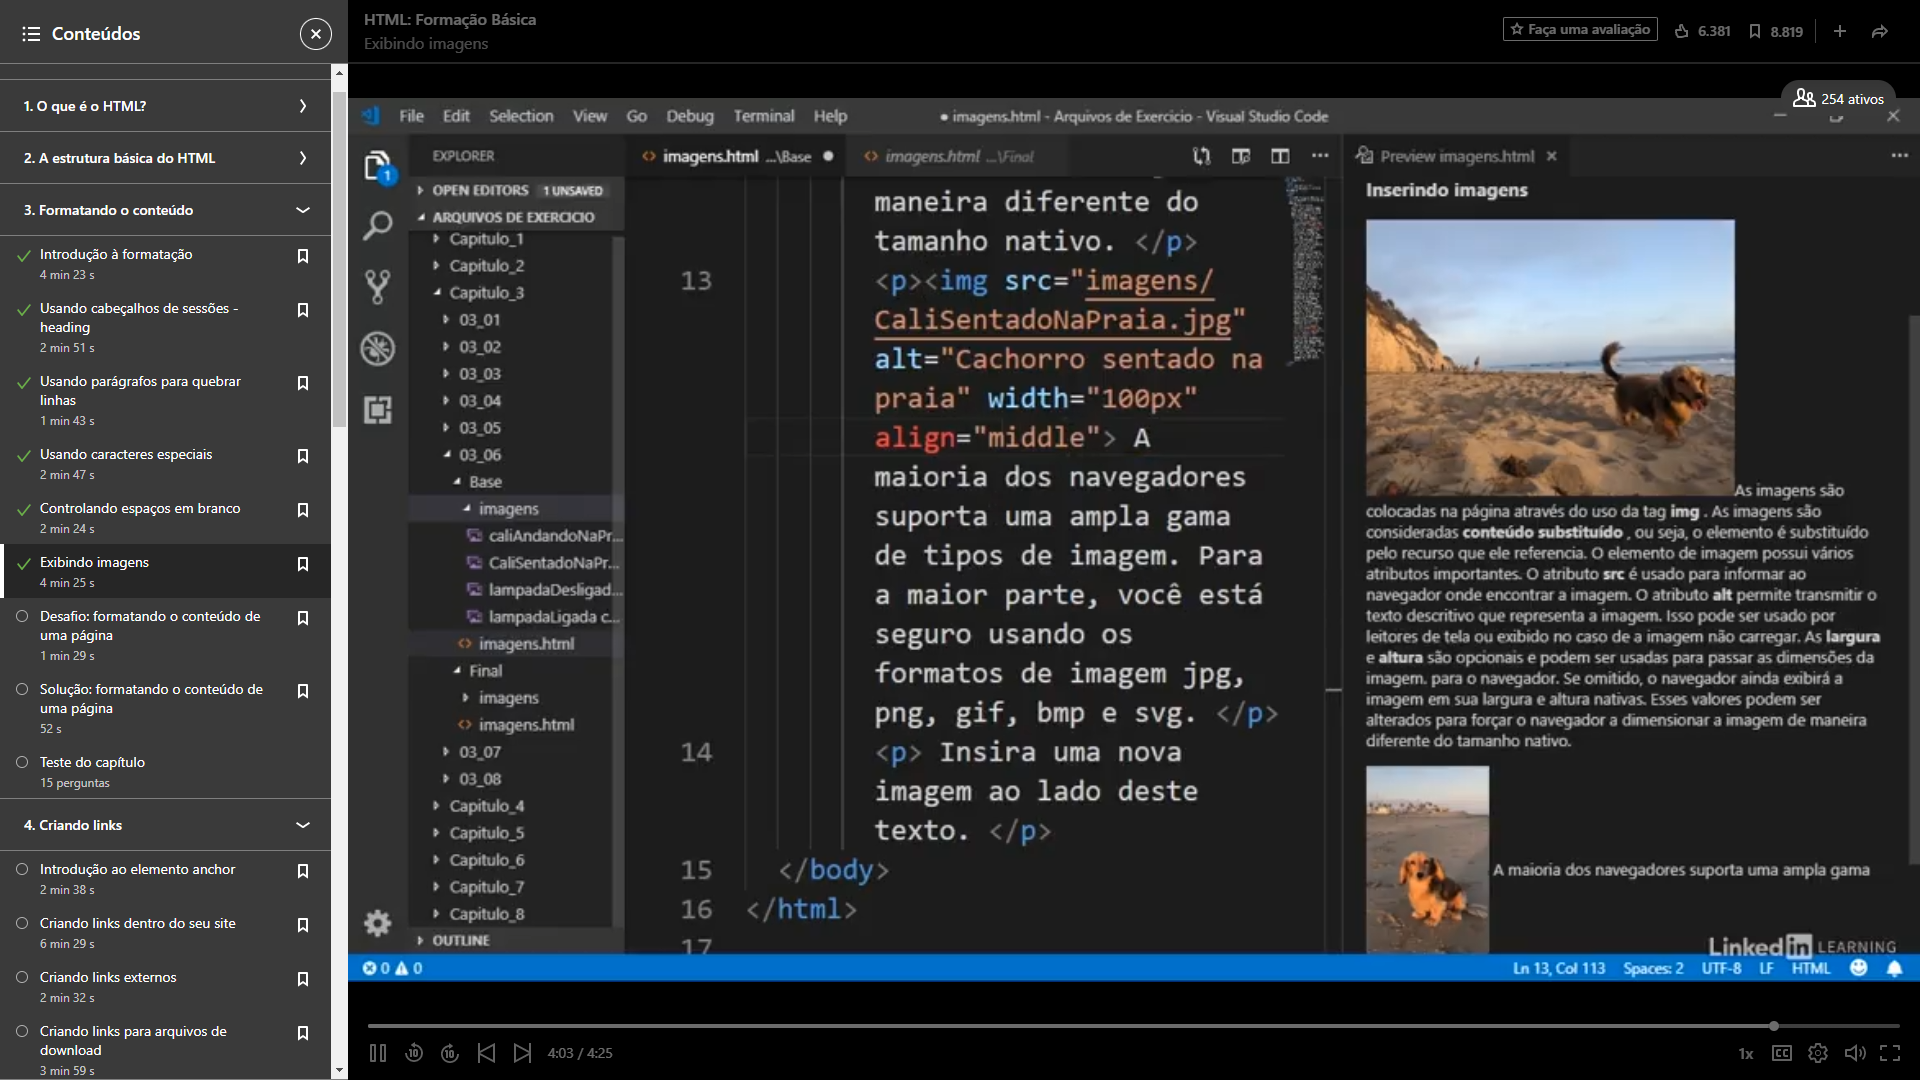 Conteúdos
1. O que é o HTML?
2. A estrutura básica do HTML
3. Formatando o conteúdo
Introdução à formatação
4 min 23 s
Usando cabeçalhos de sessões -
heading
2 min 51 s
Usando parágrafos para quebrar
linhas
1 min 43 s
Usando caracteres especiais
2 min 47 s
Controlando espaços em branco
2 min 24 s
Exibindo imagens
4 min 25 s
Desafio: formatando o conteúdo de
uma página
1 min 29 s
Solução: formatando o conteúdo de
uma página
52 s
Teste do capítulo
15 perguntas
4. Criando links
Introdução ao elemento anchor
2 min 38 s
Criando links dentro do seu site
6 min 29 s
Criando links externos
2 min 32 s
Criando links para arquivos de
download
3 min 59 s
HTML: Formação Básica
Exibindo imagens
Faça uma avaliação
6.381
8.819
254 ativos
File Edit Selection View Go Debug Terminal Help
● imagens.html - Arquivos de Exercicio - Visual Studio Code
1
EXPLORER
OPEN EDITORS 1 UNSAVED
ARQUIVOS DE EXERCICIO
Capitulo_1
Capitulo_2
Capitulo_3
03_01
03_02
03_03
03_04
03_05
03_06
Base
imagens
caliAndandoNaPr...
CaliSentadoNaPr...
lampadaDesligad...
lampadaLigada c...
imagens.html
Final
imagens
imagens.html
03_07
03_08
Capitulo_4
Capitulo_5
Capitulo_6
Capitulo_7
Capitulo_8
OUTLINE
imagens.html ...\Base ●
imagens.html ...\Final
maneira diferente do
tamanho nativo. </p>
13 <p><img src="imagens/
CaliSentadoNaPraia.jpg"
alt="Cachorro sentado na
praia" width="100px"
align="middle"> A
maioria dos navegadores
suporta uma ampla gama
de tipos de imagem. Para
a maior parte, você está
seguro usando os
formatos de imagem jpg,
png, gif, bmp e svg. </p>
14 <p> Insira uma nova
imagem ao lado deste
texto. </p>
15 </body>
16 </html>
17
Preview imagens.html
Inserindo imagens
As imagens são
colocadas na página através do uso da tag img . As imagens são
consideradas conteúdo substituído , ou seja, o elemento é substituído
pelo recurso que ele referencia. O elemento de imagem possui vários
atributos importantes. O atributo src é usado para informar ao
navegador onde encontrar a imagem. O atributo alt permite transmitir o
texto descritivo que representa a imagem. Isso pode ser usado por
leitores de tela ou exibido no caso de a imagem não carregar. As largura
e altura são opcionais e podem ser usadas para passar as dimensões da
imagem. para o navegador. Se omitido, o navegador ainda exibirá a
imagem em sua largura e altura nativas. Esses valores podem ser
alterados para forçar o navegador a dimensionar a imagem de maneira
diferente do tamanho nativo.
A maioria dos navegadores suporta uma ampla gama
Linked in LEARNING
0 0
Ln 13, Col 113 Spaces: 2 UTF-8 LF HTML
10 10 4:03 / 4:25
1x CC